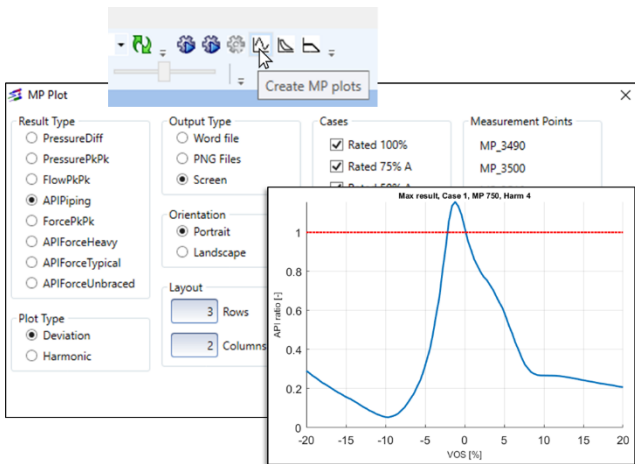 Create MP plots
MP Plot
Result Type
PressureDiff
PressurePkPk
FlowPkPk
APIPiping
ForcePkPk
APIForceHeavy
APIForceTypical
APIForceUnbraced
Plot Type
Deviation
Harmonic
Output Type
Word file
PNG Files
Screen
Orientation
Portrait
Landscape
Layout
3 Rows
2 Columns
Cases
Rated 100%
Rated 75% A
Measurement Points
MP_3490
MP_3500
Max result, Case 1, MP 750, Harm 4
API ratio [-]
1
0.8
0.6
0.4
0.2
0
-20 -15 -10 -5 0 5 10 15 20
VOS [%]